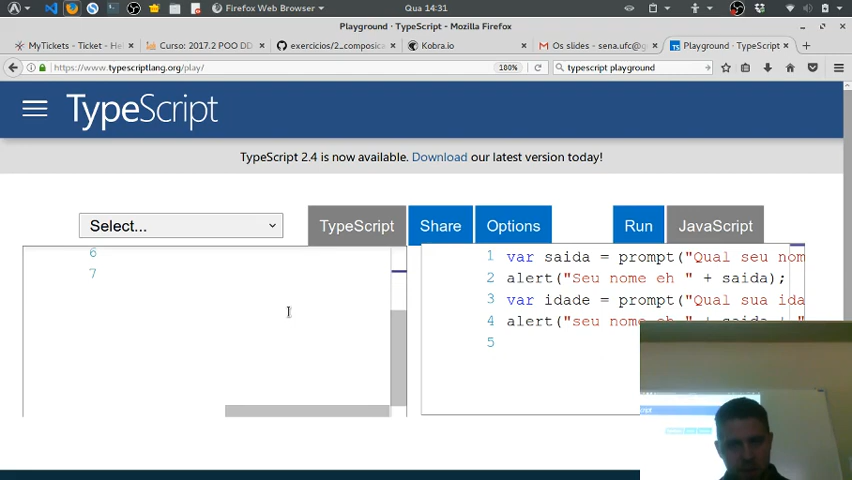 Firefox Web Browser
Qua 14:31
Playground · TypeScript - Mozilla Firefox
MyTickets - Ticket - He
Curso: 2017.2 POO DD
exercicios/2_composica
Kobra.io
Os slides - sena.ufc@g
Playground · TypeScript
https://www.typescriptlang.org/play/
180%
typescript playground
TypeScript
TypeScript 2.4 is now available. Download our latest version today!
Select...
TypeScript
Share
Options
Run
JavaScript
6
7
1 var saida = prompt("Qual seu nom
2 alert("Seu nome eh " + saida);
3 var idade = prompt("Qual sua ida
4 alert("seu nome eh " + saida + "
5